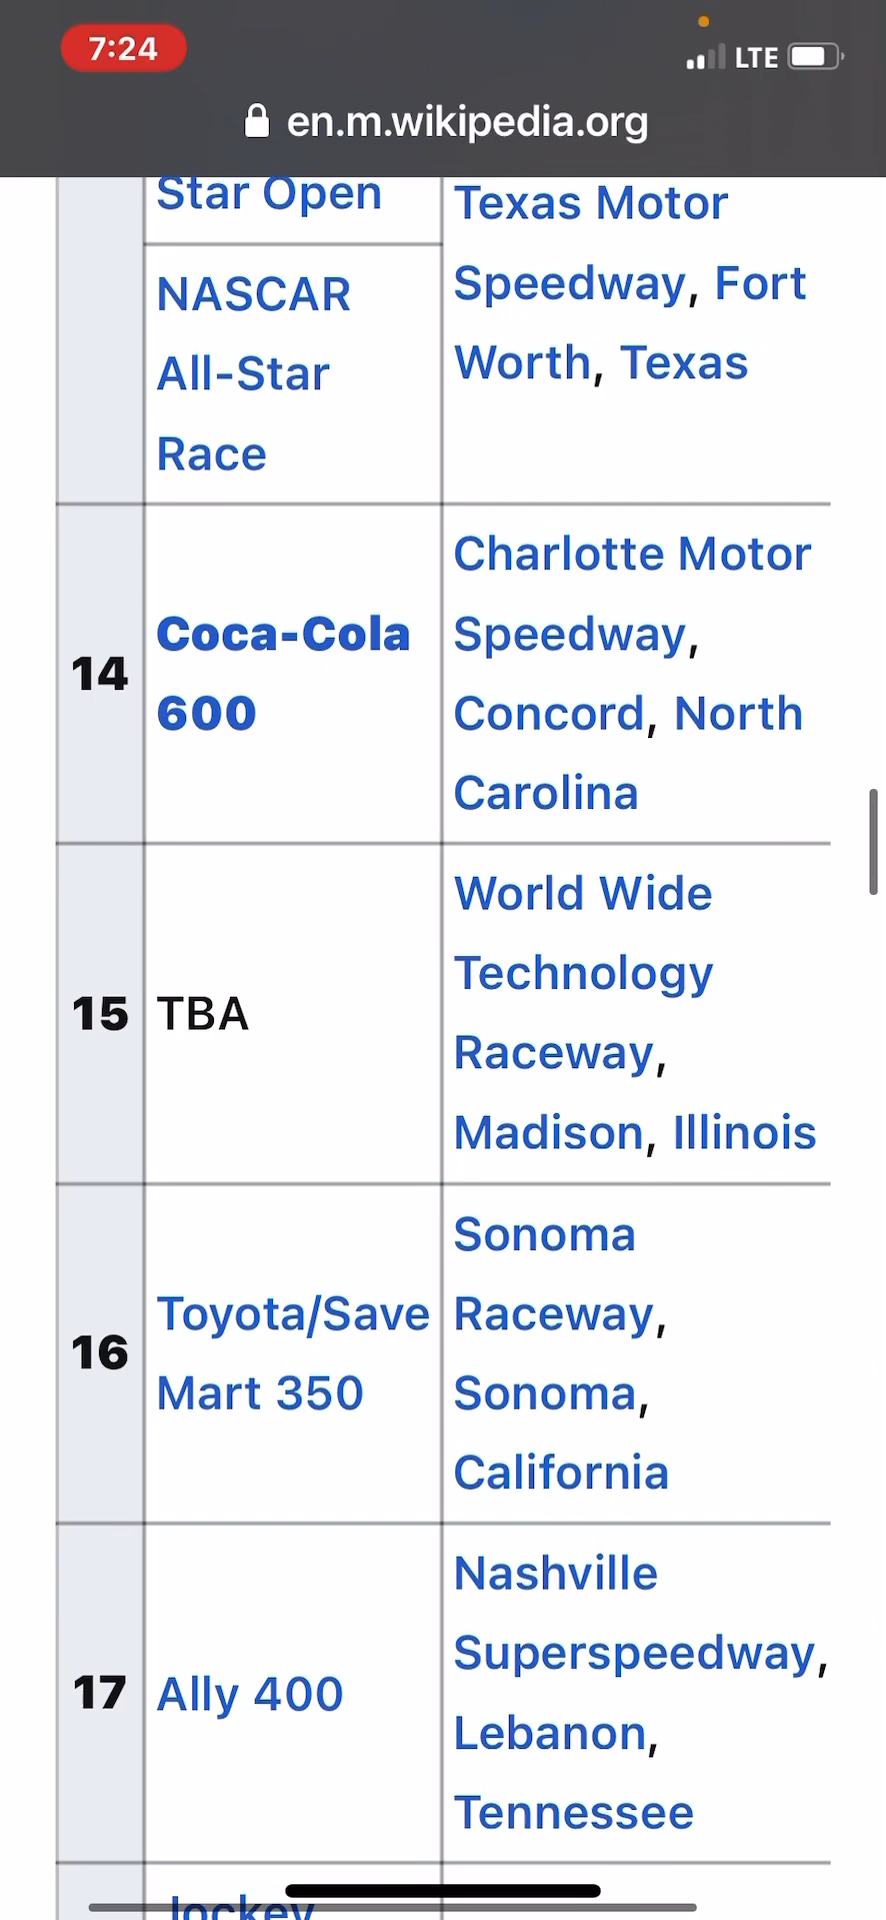 7:24
LTE
en.m.wikipedia.org
Star Open
NASCAR
All-Star
Race
Texas Motor
Speedway, Fort
Worth, Texas
14
Coca-Cola
600
Charlotte Motor
Speedway,
Concord, North
Carolina
15
TBA
World Wide
Technology
Raceway,
Madison, Illinois
16
Toyota/Save
Mart 350
Sonoma
Raceway,
Sonoma,
California
17
Ally 400
Nashville
Superspeedway,
Lebanon,
Tennessee
Jockey